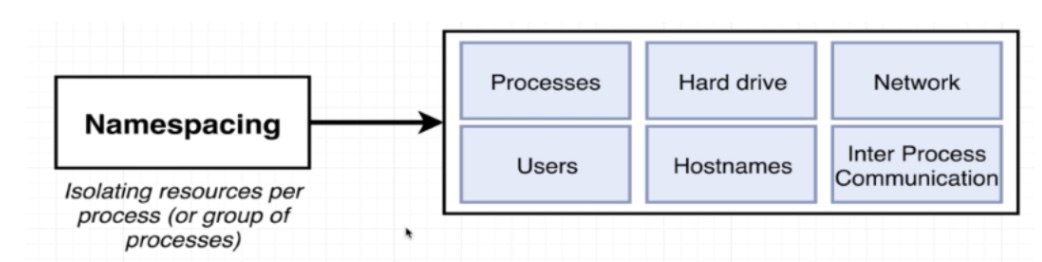 Namespacing
Isolating resources per
process (or group of
processes)
Processes
Hard drive
Network
Users
Hostnames
Inter Process
Communication